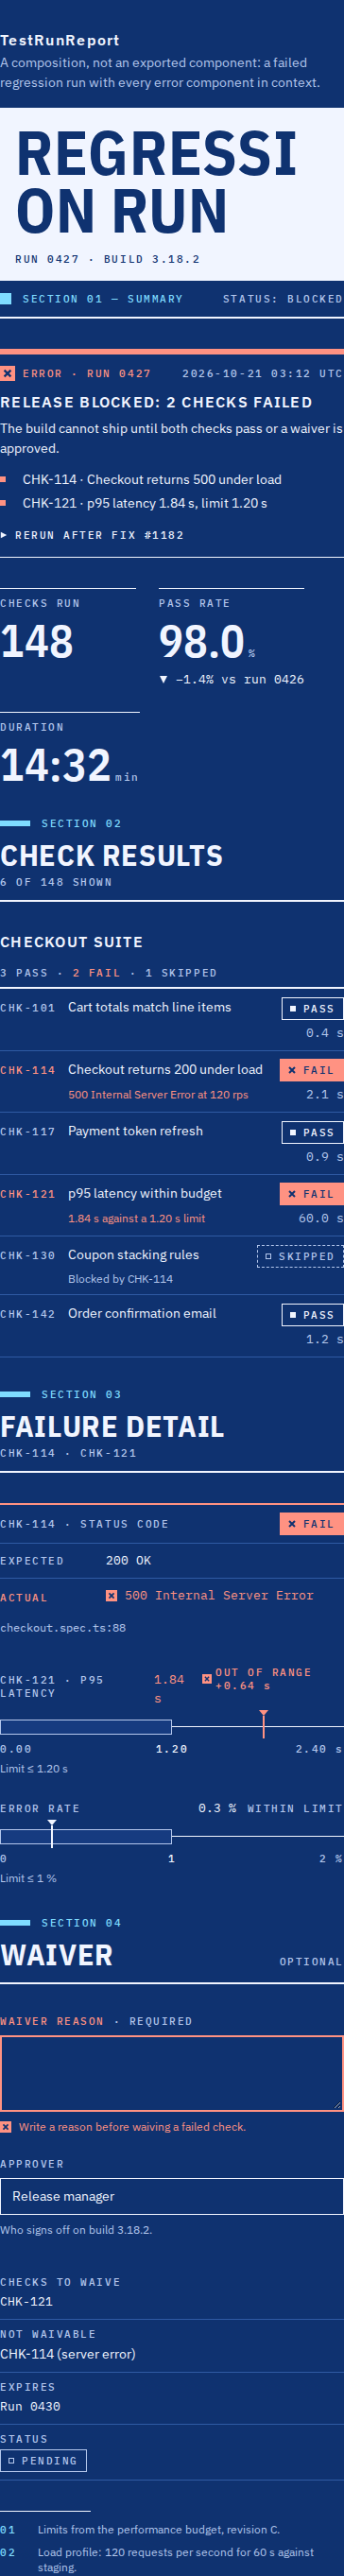 TestRunReport
A composition, not an exported component: a failed
regression run with every error component in context.
REGRESSI
ON RUN
RUN 0427 · BUILD 3.18.2
SECTION 01 — SUMMARY STATUS: BLOCKED
ERROR · RUN 0427 2026-10-21 03:12 UTC
RELEASE BLOCKED: 2 CHECKS FAILED
The build cannot ship until both checks pass or a waiver is
approved.
CHK-114 · Checkout returns 500 under load
CHK-121 · p95 latency 1.84 s, limit 1.20 s
▸ RERUN AFTER FIX #1182
CHECKS RUN PASS RATE
148 98.0 %
▼ −1.4% vs run 0426
DURATION
14:32 min
SECTION 02
CHECK RESULTS
6 OF 148 SHOWN
CHECKOUT SUITE
3 PASS · 2 FAIL · 1 SKIPPED
CHK-101 Cart totals match line items PASS
0.4 s
CHK-114 Checkout returns 200 under load FAIL
500 Internal Server Error at 120 rps 2.1 s
CHK-117 Payment token refresh PASS
0.9 s
CHK-121 p95 latency within budget FAIL
1.84 s against a 1.20 s limit 60.0 s
CHK-130 Coupon stacking rules SKIPPED
Blocked by CHK-114
CHK-142 Order confirmation email PASS
1.2 s
SECTION 03
FAILURE DETAIL
CHK-114 · CHK-121
CHK-114 · STATUS CODE FAIL
EXPECTED 200 OK
ACTUAL 500 Internal Server Error
checkout.spec.ts:88
CHK-121 · P95 LATENCY 1.84 s OUT OF RANGE +0.64 s
0.00 1.20 2.40 s
Limit ≤ 1.20 s
ERROR RATE 0.3 % WITHIN LIMIT
0 1 2 %
Limit ≤ 1 %
SECTION 04
WAIVER OPTIONAL
WAIVER REASON · REQUIRED
Write a reason before waiving a failed check.
APPROVER
Release manager
Who signs off on build 3.18.2.
CHECKS TO WAIVE
CHK-121
NOT WAIVABLE
CHK-114 (server error)
EXPIRES
Run 0430
STATUS
PENDING
01 Limits from the performance budget, revision C.
02 Load profile: 120 requests per second for 60 s against
staging.